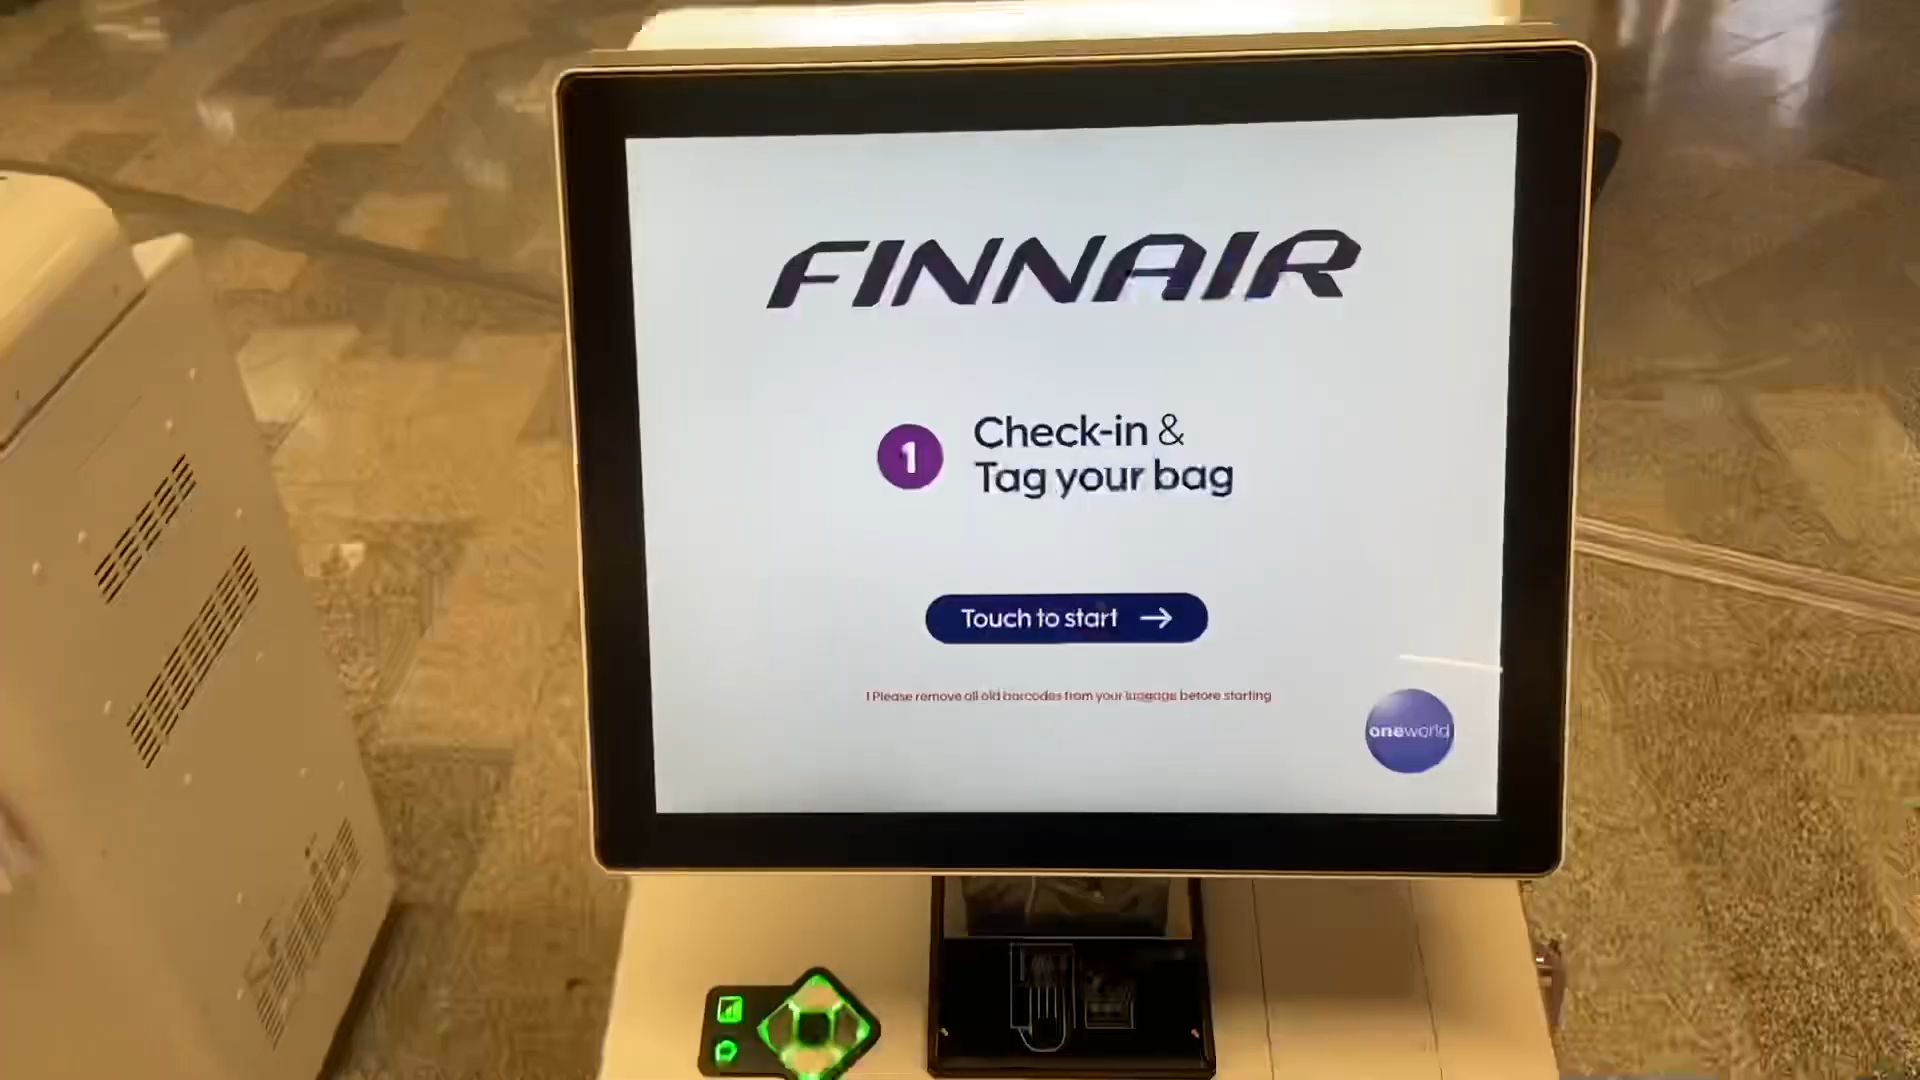 FINNAIR
1
Check-in &
Tag your bag
Touch to start →
! Please remove all old barcodes from your luggage before starting
oneworld